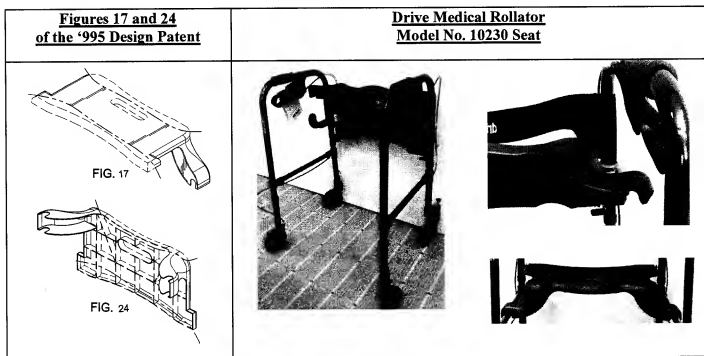 Figures 17 and 24
of the ‘995 Design Patent
Drive Medical Rollator
Model No. 10230 Seat
FIG. 17
FIG. 24